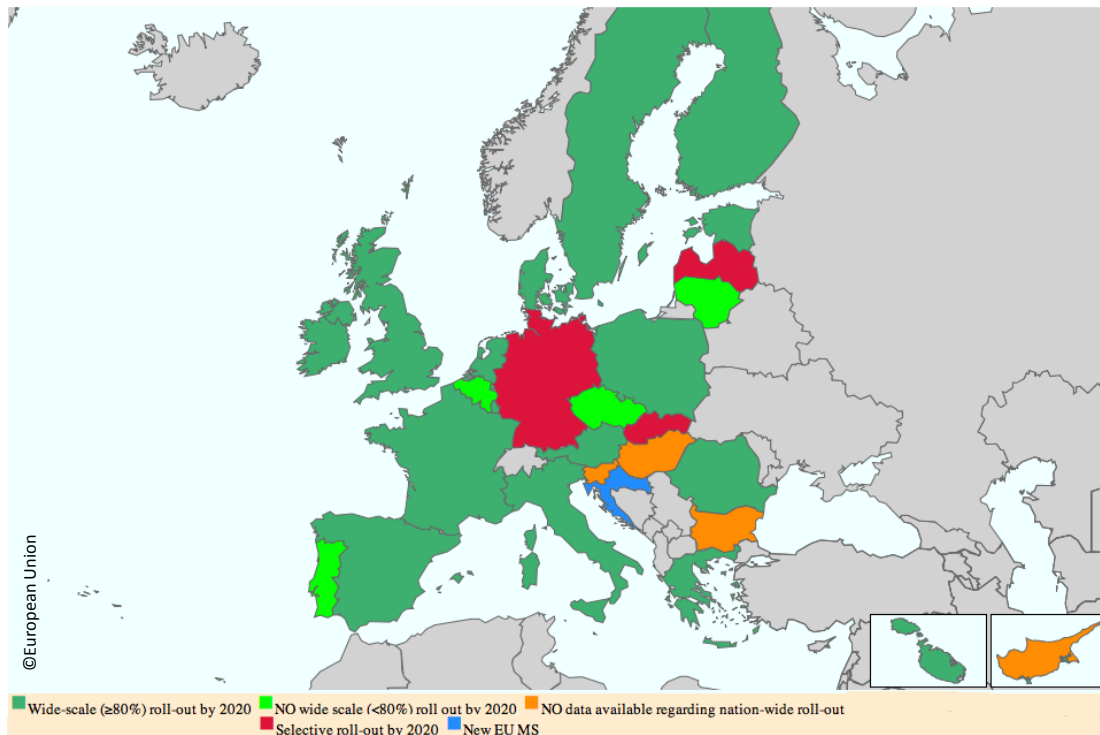 ©European Union
Wide-scale (≥80%) roll-out by 2020 NO wide scale (<80%) roll out by 2020 NO data available regarding nation-wide roll-out
Selective roll-out by 2020 New EU MS